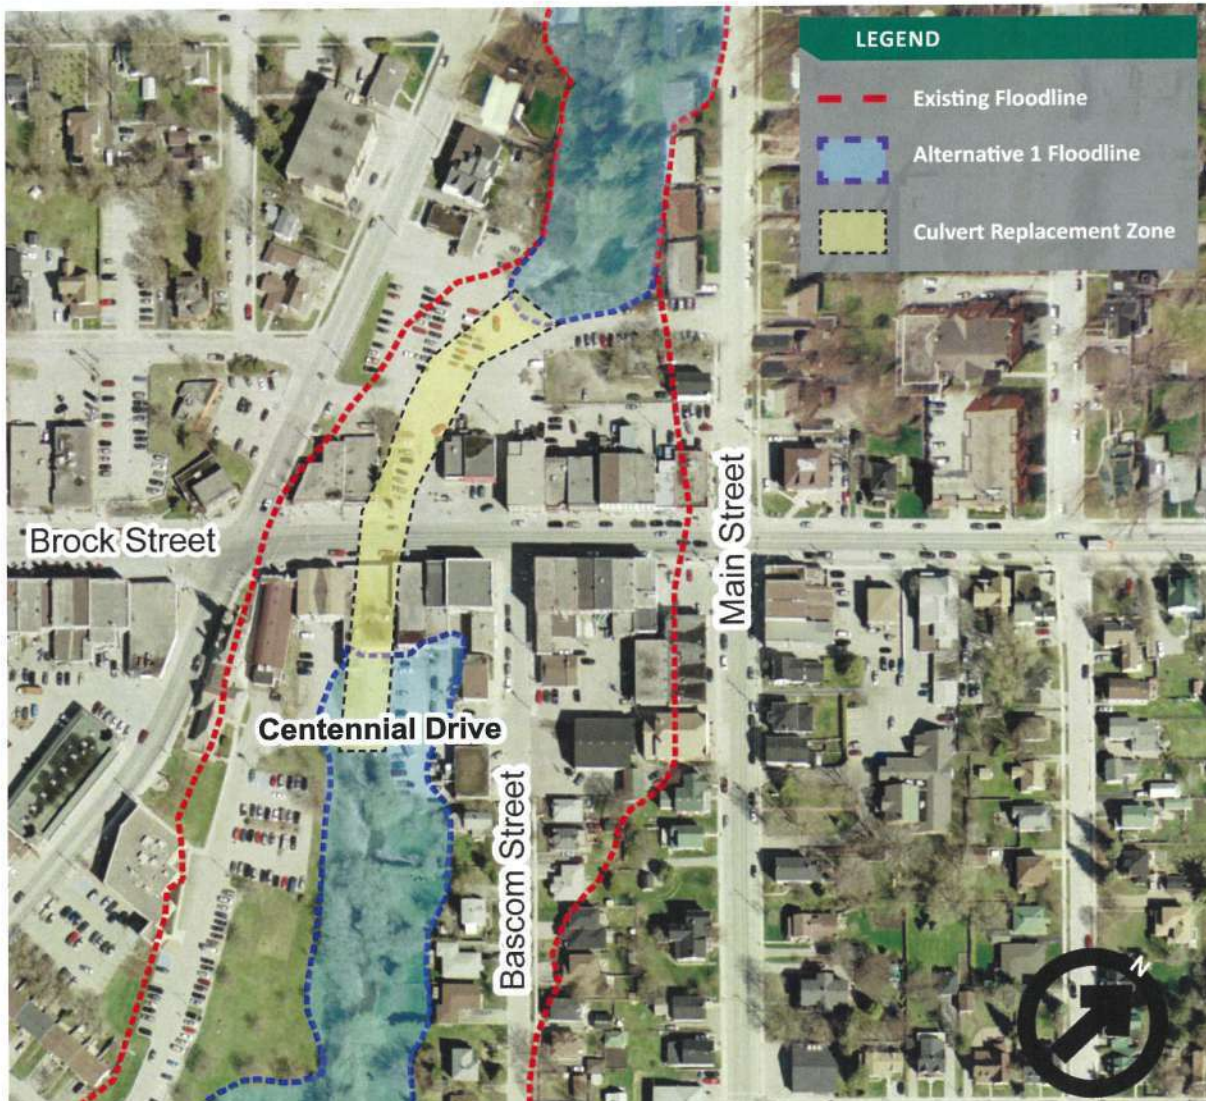 LEGEND
Existing Floodline
Alternative 1 Floodline
Culvert Replacement Zone
Brock Street
Main Street
Centennial Drive
Bascom Street
N